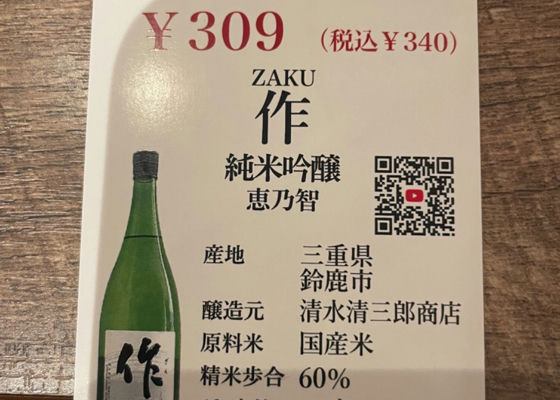 ¥309 (税込¥340)
ZAKU
作
純米吟醸
恵乃智
産地 三重県
鈴鹿市
醸造元 清水清三郎商店
原料米 国産米
精米歩合 60%
作